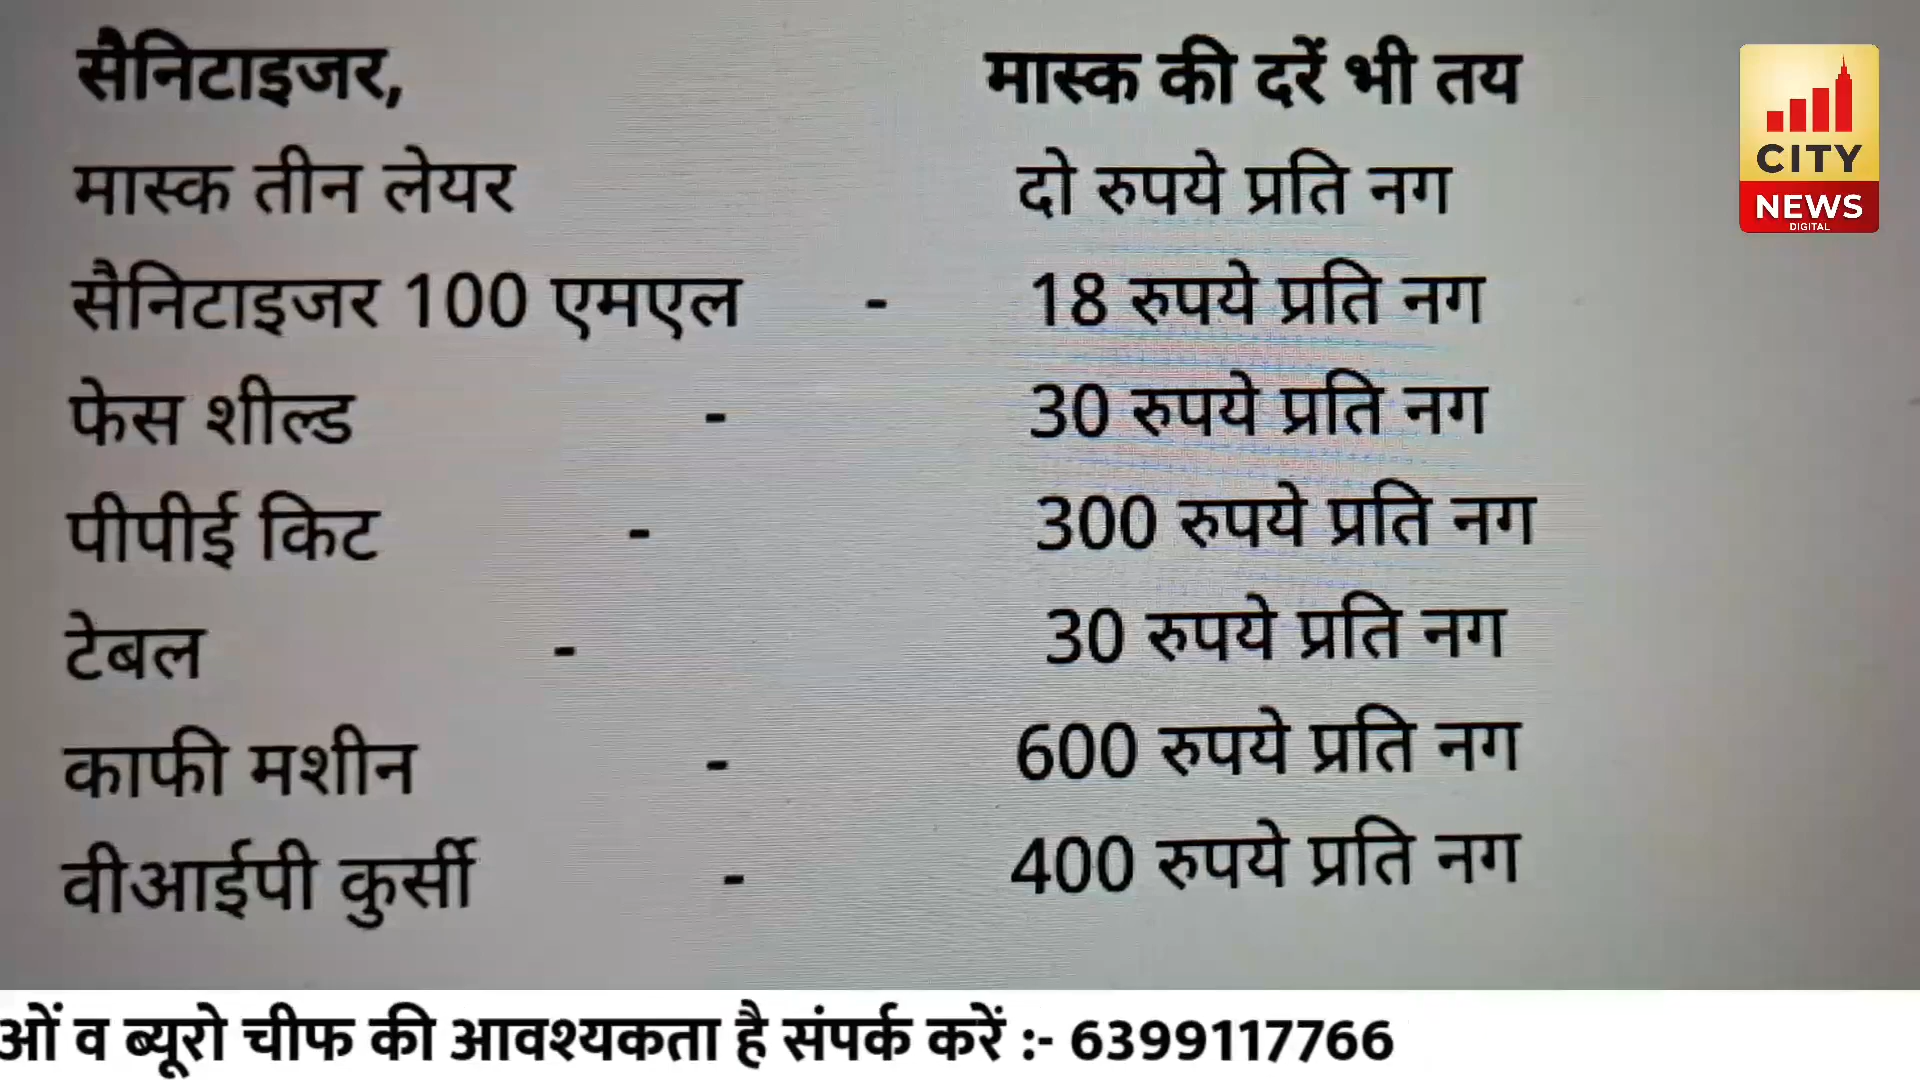 सैनिटाइजर, मास्क की दरें भी तय
मास्क तीन लेयर दो रुपये प्रति नग
सैनिटाइजर 100 एमएल - 18 रुपये प्रति नग
फेस शील्ड - 30 रुपये प्रति नग
पीपीई किट - 300 रुपये प्रति नग
टेबल - 30 रुपये प्रति नग
काफी मशीन - 600 रुपये प्रति नग
वीआईपी कुर्सी - 400 रुपये प्रति नग
CITY
NEWS
DIGITAL
ओं व ब्यूरो चीफ की आवश्यकता है संपर्क करें :- 6399117766